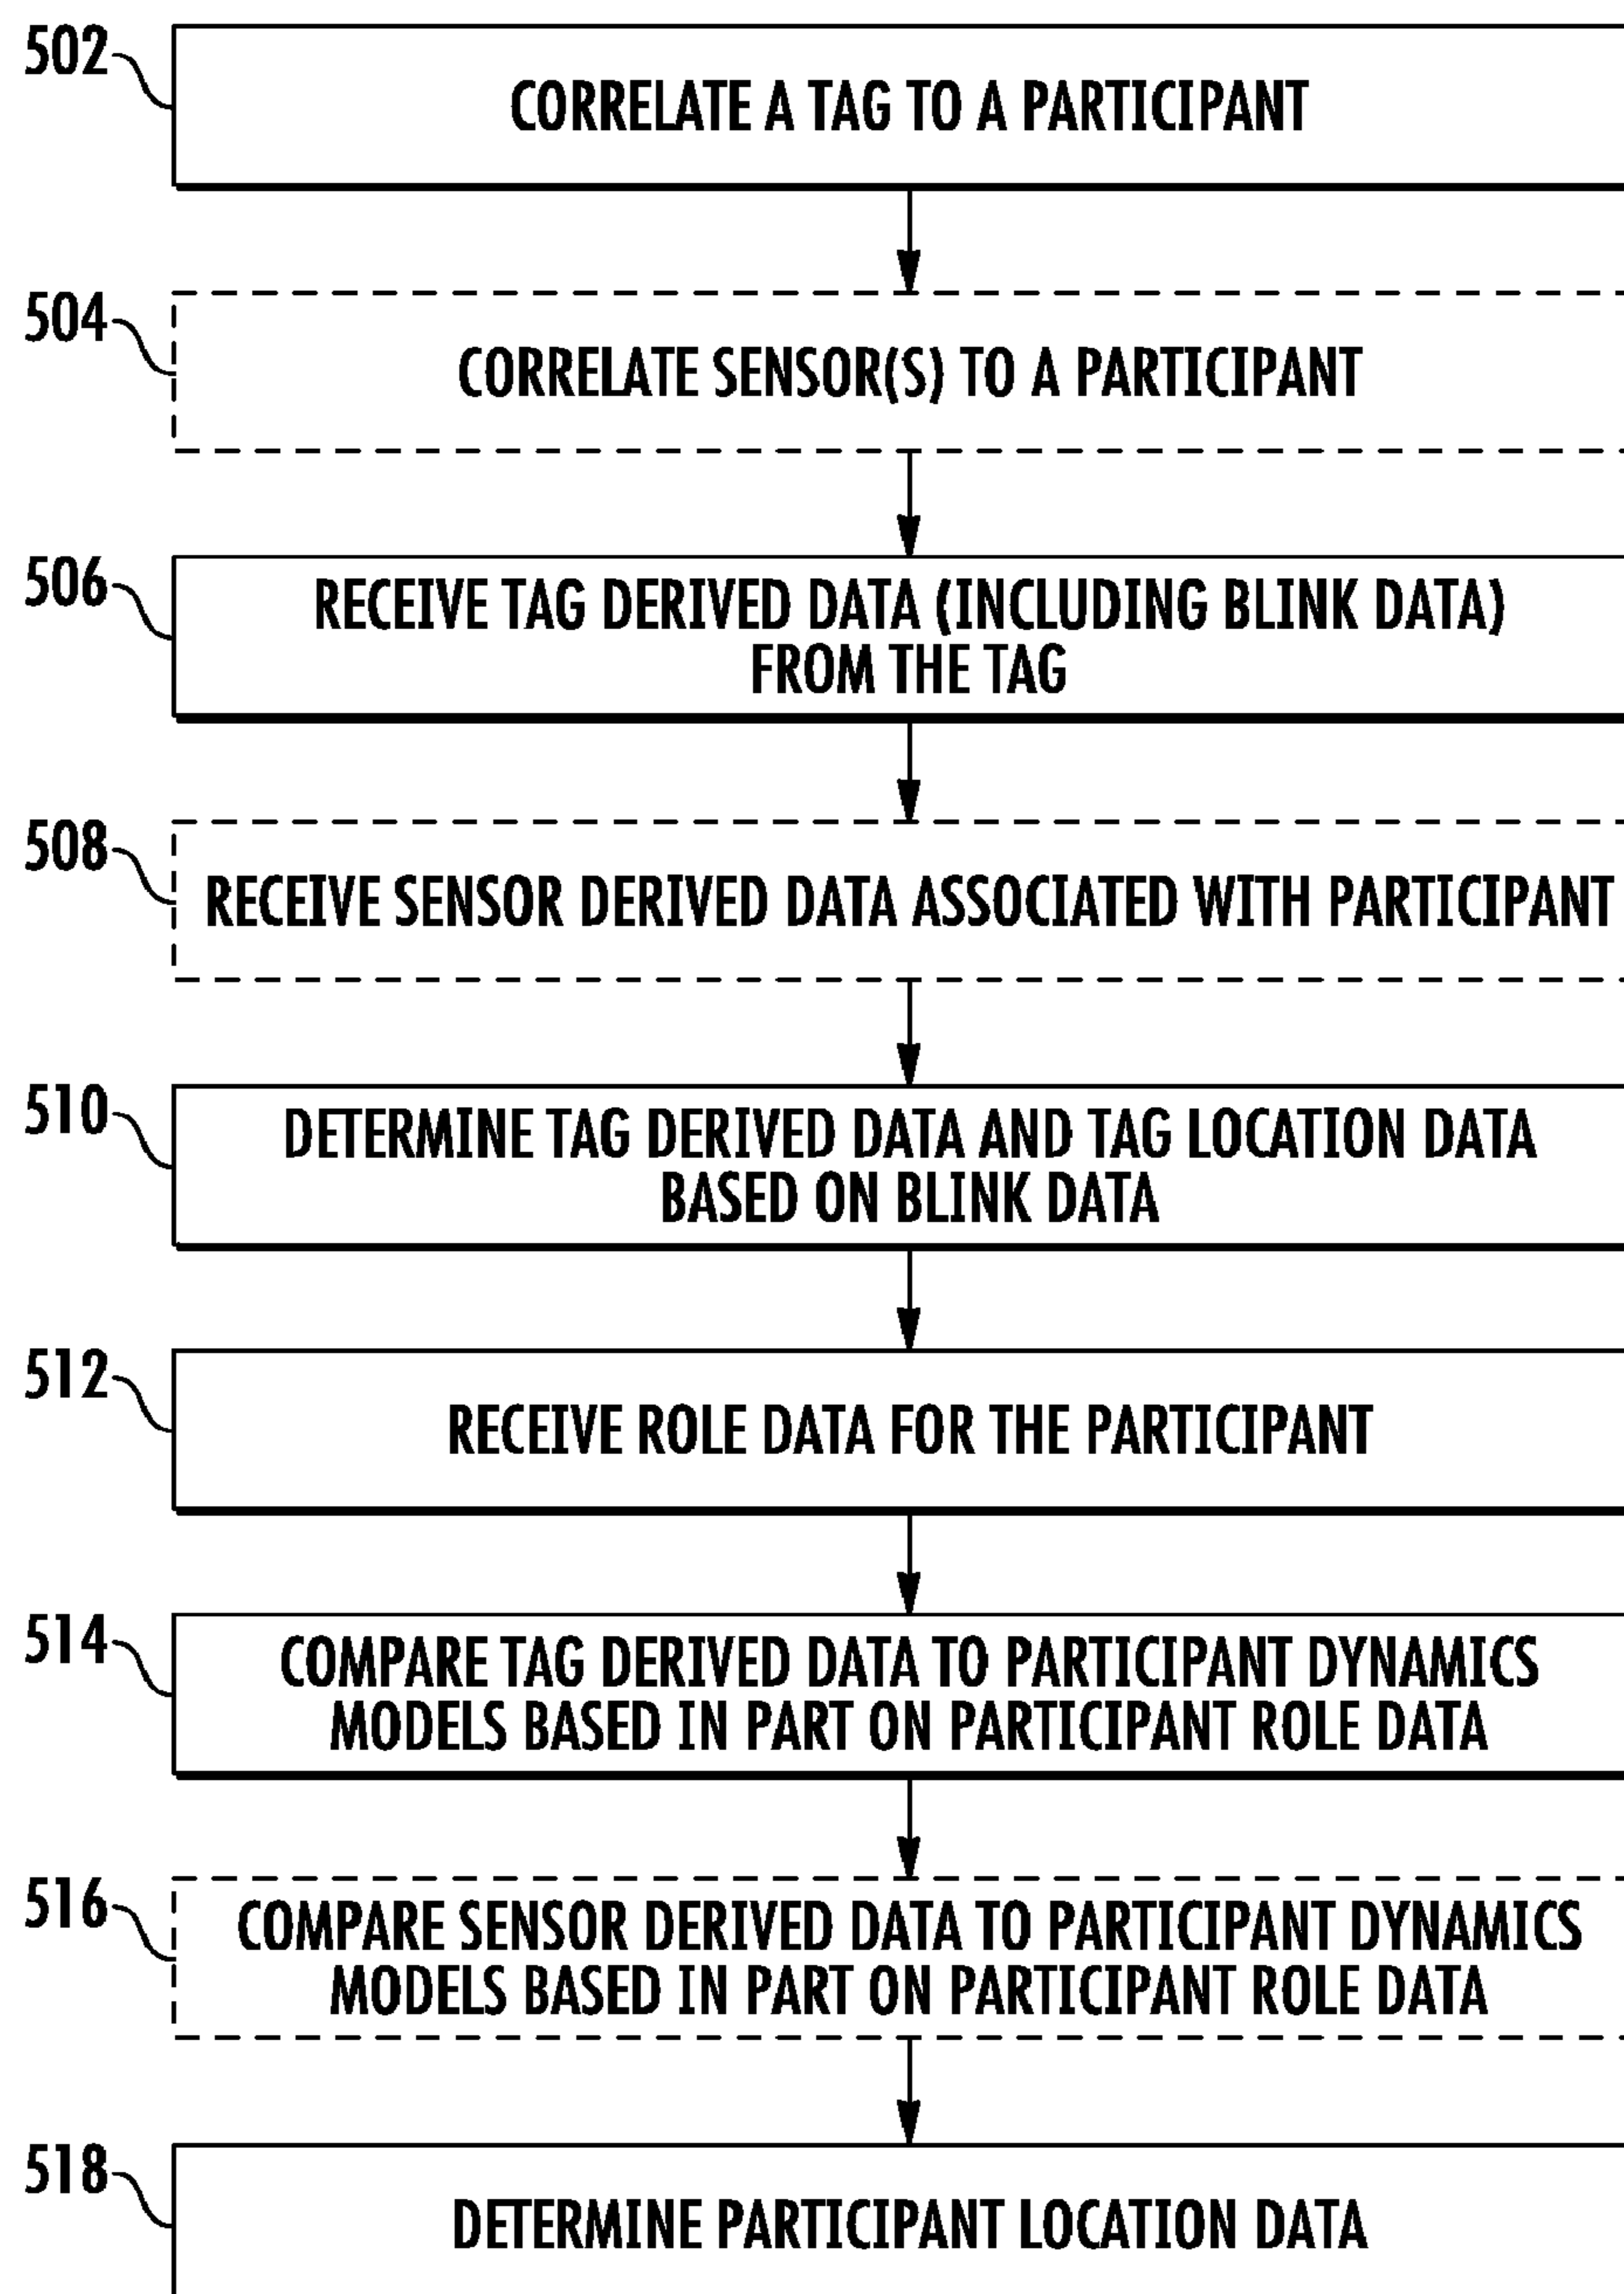 502
CORRELATE A TAG TO A PARTICIPANT
504
CORRELATE SENSOR(S) TO A PARTICIPANT
506
RECEIVE TAG DERIVED DATA (INCLUDING BLINK DATA)
FROM THE TAG
508
RECEIVE SENSOR DERIVED DATA ASSOCIATED WITH PARTICIPANT
510
DETERMINE TAG DERIVED DATA AND TAG LOCATION DATA
BASED ON BLINK DATA
512
RECEIVE ROLE DATA FOR THE PARTICIPANT
514
COMPARE TAG DERIVED DATA TO PARTICIPANT DYNAMICS
MODELS BASED IN PART ON PARTICIPANT ROLE DATA
516
COMPARE SENSOR DERIVED DATA TO PARTICIPANT DYNAMICS
MODELS BASED IN PART ON PARTICIPANT ROLE DATA
518
DETERMINE PARTICIPANT LOCATION DATA